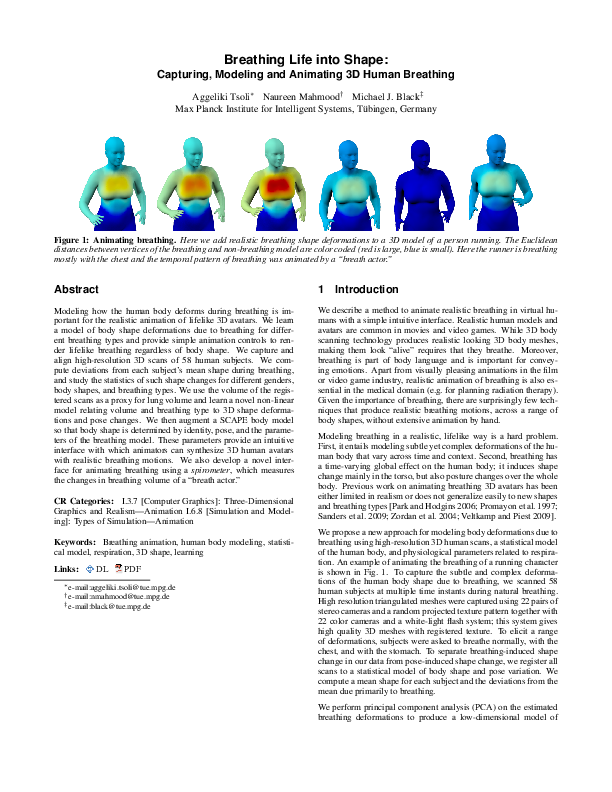 Breathing Life into Shape:
Capturing, Modeling and Animating 3D Human Breathing
Aggeliki Tsoli* Naureen Mahmood† Michael J. Black‡
Max Planck Institute for Intelligent Systems, Tübingen, Germany
Figure 1: Animating breathing. Here we add realistic breathing shape deformations to a 3D model of a person running. The Euclidean
distances between vertices of the breathing and non-breathing model are color coded (red is large, blue is small). Here the runner is breathing
mostly with the chest and the temporal pattern of breathing was animated by a “breath actor.”
Abstract
Modeling how the human body deforms during breathing is im-
portant for the realistic animation of lifelike 3D avatars. We learn
a model of body shape deformations due to breathing for differ-
ent breathing types and provide simple animation controls to ren-
der lifelike breathing regardless of body shape. We capture and
align high-resolution 3D scans of 58 human subjects. We com-
pute deviations from each subject's mean shape during breathing,
and study the statistics of such shape changes for different genders,
body shapes, and breathing types. We use the volume of the regis-
tered scans as a proxy for lung volume and learn a novel non-linear
model relating volume and breathing type to 3D shape deforma-
tions and pose changes. We then augment a SCAPE body model
so that body shape is determined by identity, pose, and the parame-
ters of the breathing model. These parameters provide an intuitive
interface with which animators can synthesize 3D human avatars
with realistic breathing motions. We also develop a novel inter-
face for animating breathing using a spirometer, which measures
the changes in breathing volume of a “breath actor.”
CR Categories: I.3.7 [Computer Graphics]: Three-Dimensional
Graphics and Realism—Animation I.6.8 [Simulation and Model-
ing]: Types of Simulation—Animation
Keywords: Breathing animation, human body modeling, statisti-
cal model, respiration, 3D shape, learning
Links: DL PDF
*e-mail:aggeliki.tsoli@tue.mpg.de
†e-mail:nmahmood@tue.mpg.de
‡e-mail:black@tue.mpg.de
1 Introduction
We describe a method to animate realistic breathing in virtual hu-
mans with a simple intuitive interface. Realistic human models and
avatars are common in movies and video games. While 3D body
scanning technology produces realistic looking 3D body meshes,
making them look “alive” requires that they breathe. Moreover,
breathing is part of body language and is important for convey-
ing emotions. Apart from visually pleasing animations in the film
or video game industry, realistic animation of breathing is also es-
sential in the medical domain (e.g. for planning radiation therapy).
Given the importance of breathing, there are surprisingly few tech-
niques that produce realistic breathing motions, across a range of
body shapes, without extensive animation by hand.
Modeling breathing in a realistic, lifelike way is a hard problem.
First, it entails modeling subtle yet complex deformations of the hu-
man body that vary across time and context. Second, breathing has
a time-varying global effect on the human body; it induces shape
change mainly in the torso, but also posture changes over the whole
body. Previous work on animating breathing 3D avatars has been
either limited in realism or does not generalize easily to new shapes
and breathing types [Park and Hodgins 2006; Promayon et al. 1997;
Sanders et al. 2009; Zordan et al. 2004; Veltkamp and Piest 2009].
We propose a new approach for modeling body deformations due to
breathing using high-resolution 3D human scans, a statistical model
of the human body, and physiological parameters related to respira-
tion. An example of animating the breathing of a running character
is shown in Fig. 1. To capture the subtle and complex deforma-
tions of the human body shape due to breathing, we scanned 58
human subjects at multiple time instants during natural breathing.
High resolution triangulated meshes were captured using 22 pairs of
stereo cameras and a random projected texture pattern together with
22 color cameras and a white-light flash system; this system gives
high quality 3D meshes with registered texture. To elicit a range
of deformations, subjects were asked to breathe normally, with the
chest, and with the stomach. To separate breathing-induced shape
change in our data from pose-induced shape change, we register all
scans to a statistical model of body shape and pose variation. We
compute a mean shape for each subject and the deviations from the
mean due primarily to breathing.
We perform principal component analysis (PCA) on the estimated
breathing deformations to produce a low-dimensional model of